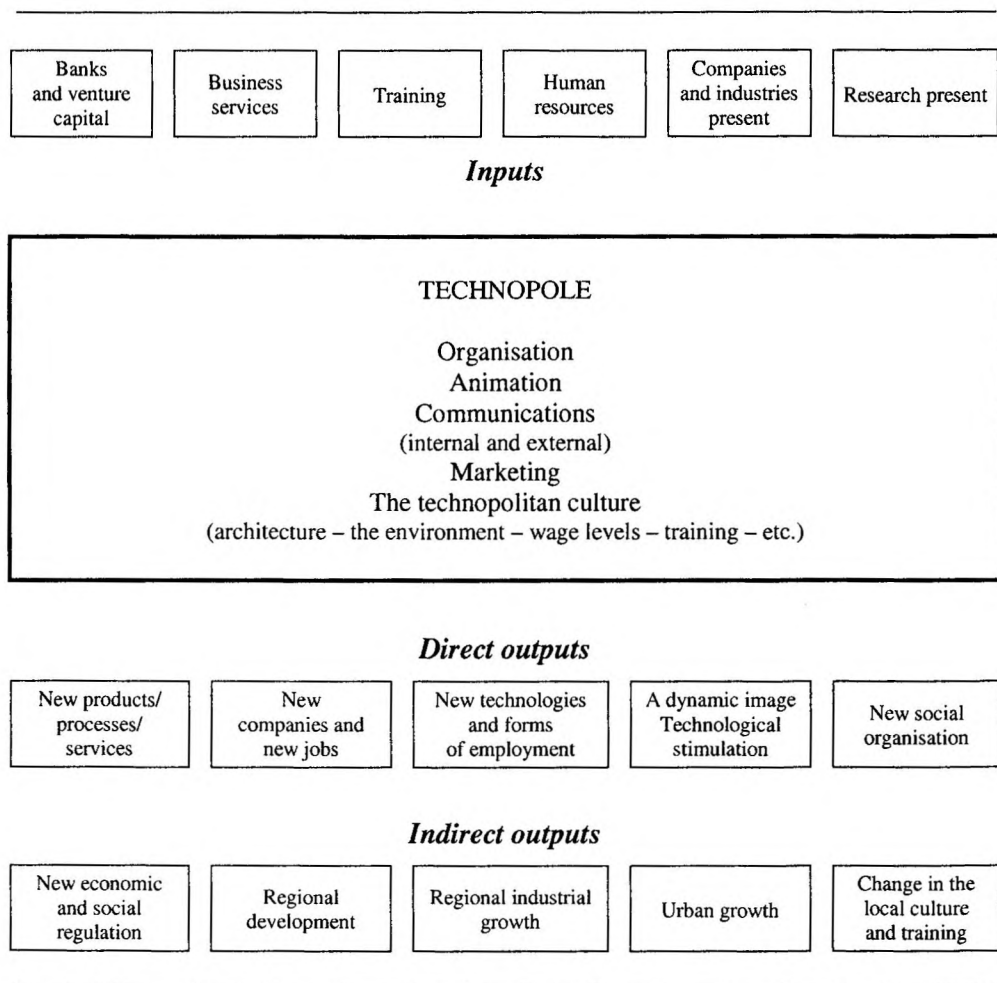 Banks
and venture
capital
Business
services
Training
Human
resources
Companies
and industries
present
Research present
Inputs
TECHNOPOLE
Organisation
Animation
Communications
(internal and external)
Marketing
The technopolitan culture
(architecture – the environment – wage levels – training – etc.)
Direct outputs
New products/
processes/
services
New
companies and
new jobs
New technologies
and forms
of employment
A dynamic image
Technological
stimulation
New social
organisation
Indirect outputs
New economic
and social
regulation
Regional
development
Regional industrial
growth
Urban growth
Change in the
local culture
and training